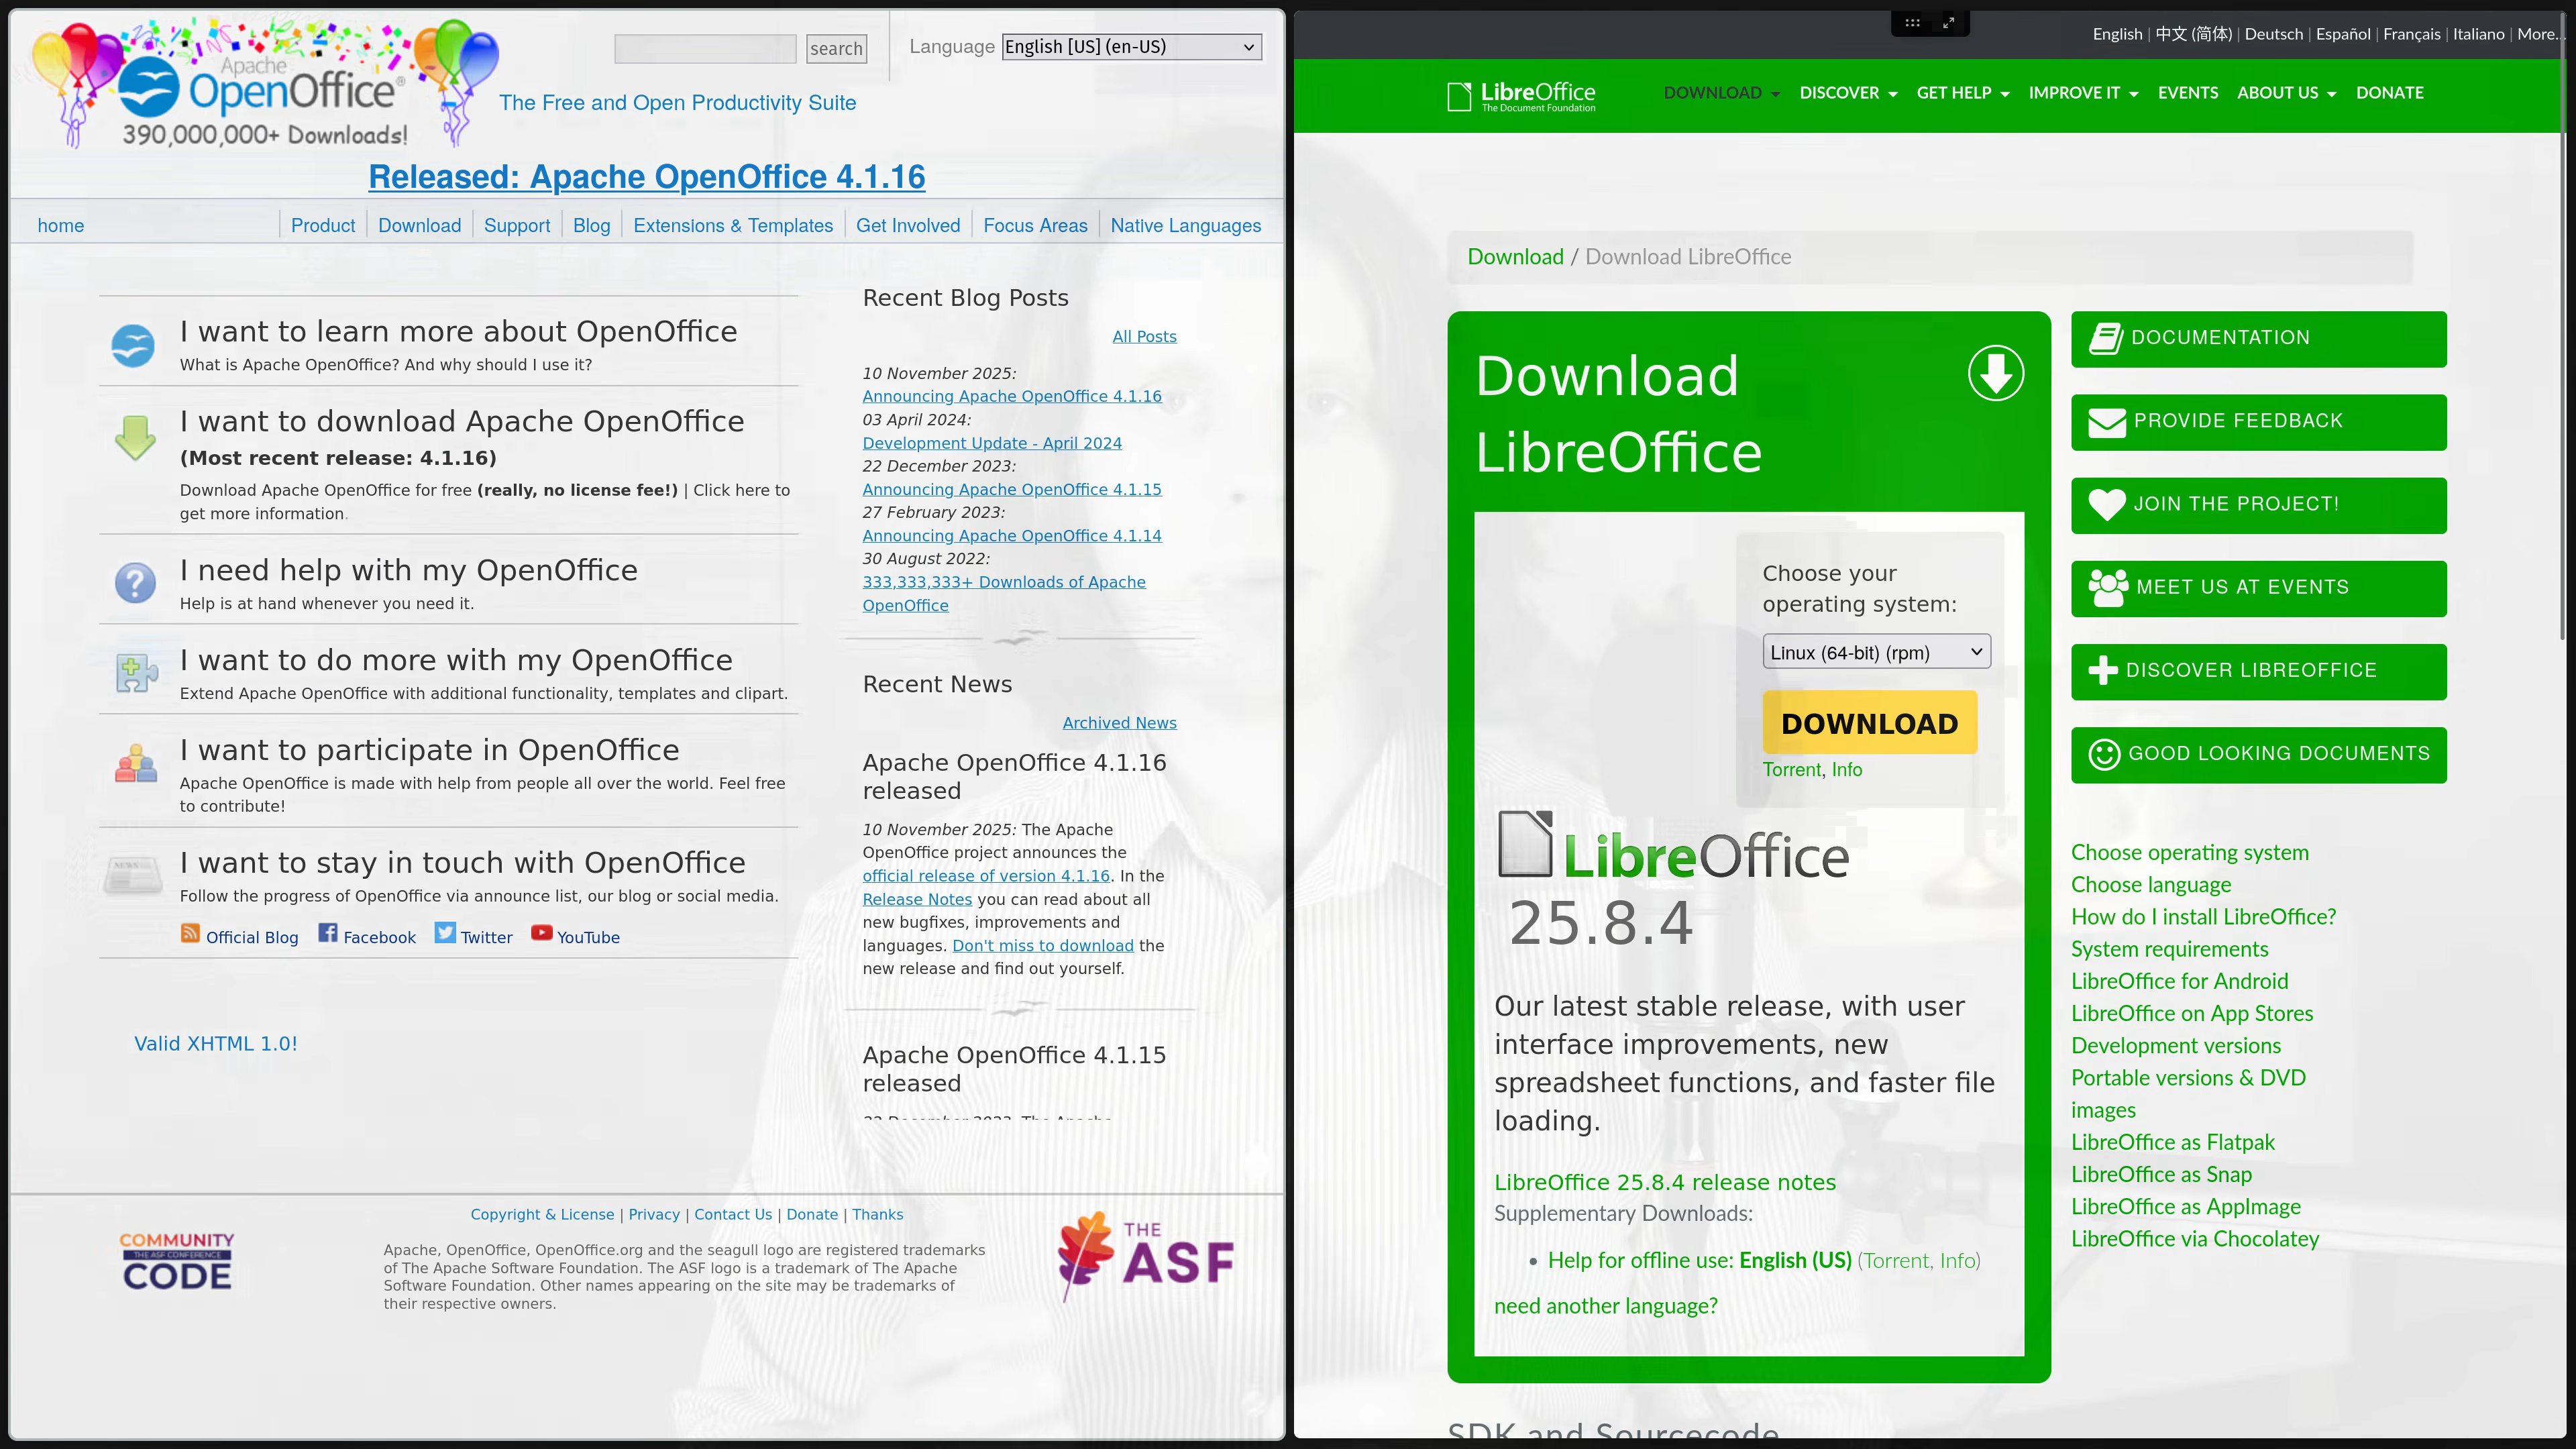 Apache
OpenOffice®
390,000,000+ Downloads!
search
Language
English [US] (en-US)
The Free and Open Productivity Suite
Released: Apache OpenOffice 4.1.16
home
Product
Download
Support
Blog
Extensions & Templates
Get Involved
Focus Areas
Native Languages
I want to learn more about OpenOffice
What is Apache OpenOffice? And why should I use it?
I want to download Apache OpenOffice
(Most recent release: 4.1.16)
Download Apache OpenOffice for free (really, no license fee!) | Click here to
get more information.
I need help with my OpenOffice
Help is at hand whenever you need it.
I want to do more with my OpenOffice
Extend Apache OpenOffice with additional functionality, templates and clipart.
I want to participate in OpenOffice
Apache OpenOffice is made with help from people all over the world. Feel free
to contribute!
NEWS
I want to stay in touch with OpenOffice
Follow the progress of OpenOffice via announce list, our blog or social media.
Official Blog
Facebook
Twitter
YouTube
Valid XHTML 1.0!
Recent Blog Posts
All Posts
10 November 2025:
Announcing Apache OpenOffice 4.1.16
03 April 2024:
Development Update - April 2024
22 December 2023:
Announcing Apache OpenOffice 4.1.15
27 February 2023:
Announcing Apache OpenOffice 4.1.14
30 August 2022:
333,333,333+ Downloads of Apache
OpenOffice
Recent News
Archived News
Apache OpenOffice 4.1.16
released
10 November 2025: The Apache
OpenOffice project announces the
official release of version 4.1.16. In the
Release Notes you can read about all
new bugfixes, improvements and
languages. Don't miss to download the
new release and find out yourself.
Apache OpenOffice 4.1.15
released
22 December 2023: The Apache
Copyright & License | Privacy | Contact Us | Donate | Thanks
COMMUNITY
THE ASF CONFERENCE
CODE
Apache, OpenOffice, OpenOffice.org and the seagull logo are registered trademarks
of The Apache Software Foundation. The ASF logo is a trademark of The Apache
Software Foundation. Other names appearing on the site may be trademarks of
their respective owners.
THE
ASF
English | 中文 (简体) | Deutsch | Español | Français | Italiano | More...
LibreOffice
The Document Foundation
DOWNLOAD
DISCOVER
GET HELP
IMPROVE IT
EVENTS
ABOUT US
DONATE
Download / Download LibreOffice
Download
LibreOffice
Choose your
operating system:
Linux (64-bit) (rpm)
DOWNLOAD
Torrent, Info
LibreOffice
25.8.4
Our latest stable release, with user
interface improvements, new
spreadsheet functions, and faster file
loading.
LibreOffice 25.8.4 release notes
Supplementary Downloads:
• Help for offline use: English (US) (Torrent, Info)
need another language?
SDK and Sourcecode
DOCUMENTATION
PROVIDE FEEDBACK
JOIN THE PROJECT!
MEET US AT EVENTS
DISCOVER LIBREOFFICE
GOOD LOOKING DOCUMENTS
Choose operating system
Choose language
How do I install LibreOffice?
System requirements
LibreOffice for Android
LibreOffice on App Stores
Development versions
Portable versions & DVD
images
LibreOffice as Flatpak
LibreOffice as Snap
LibreOffice as AppImage
LibreOffice via Chocolatey